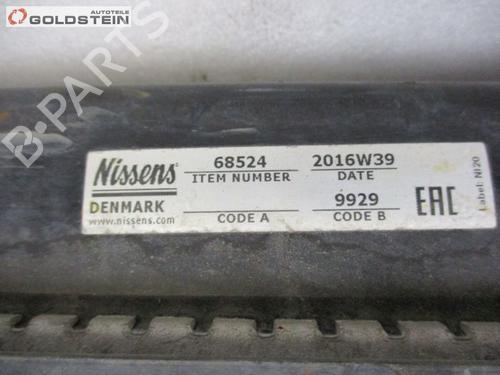 AUTOTEILE
GOLDSTEIN
B-Parts
Nissens
DENMARK
www.nissens.com
68524
ITEM NUMBER
CODE A
2016W39
DATE
9929
CODE B
EAC
Label: NI20